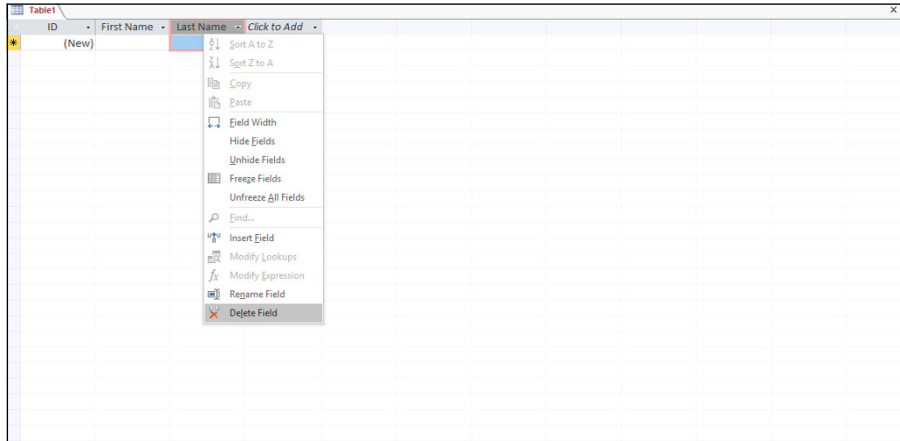 Table1
ID First Name Last Name Click to Add
(New)
Sort A to Z
Sort Z to A
Copy
Paste
Field Width
Hide Fields
Unhide Fields
Freeze Fields
Unfreeze All Fields
Find...
Insert Field
Modify Lookups
Modify Expression
Rename Field
Delete Field